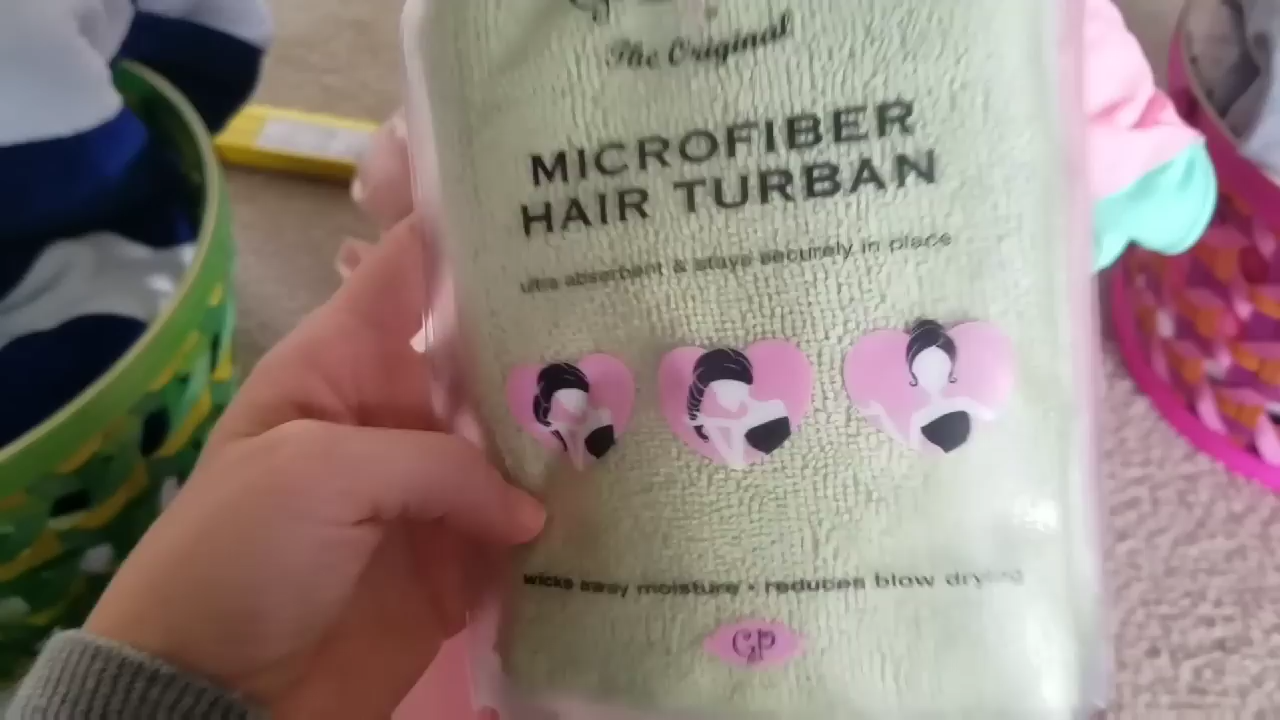 The Original
MICROFIBER
HAIR TURBAN
ultra absorbent & stays securely in place
wicks away moisture • reduces blow drying
GP